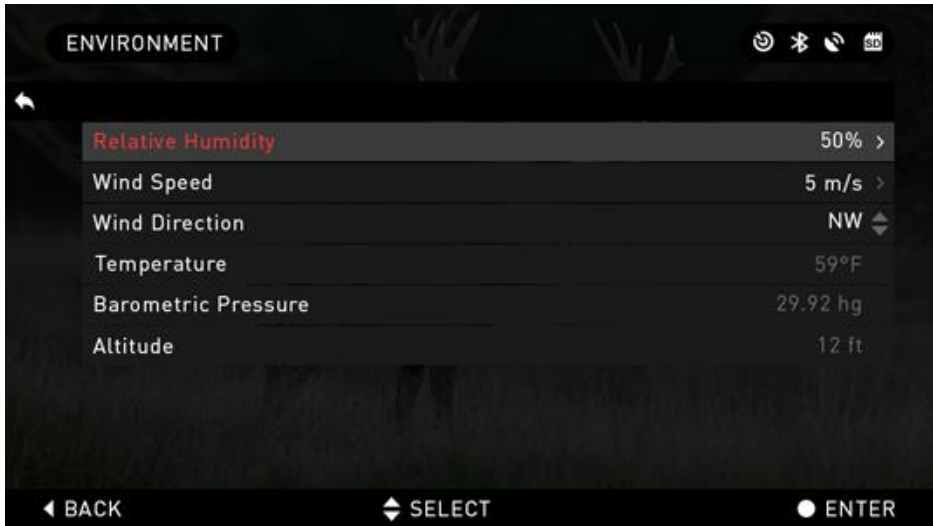 ENVIRONMENT
SD
Relative Humidity 50%
Wind Speed 5 m/s
Wind Direction NW
Temperature 59°F
Barometric Pressure 29.92 hg
Altitude 12 ft
BACK SELECT ENTER